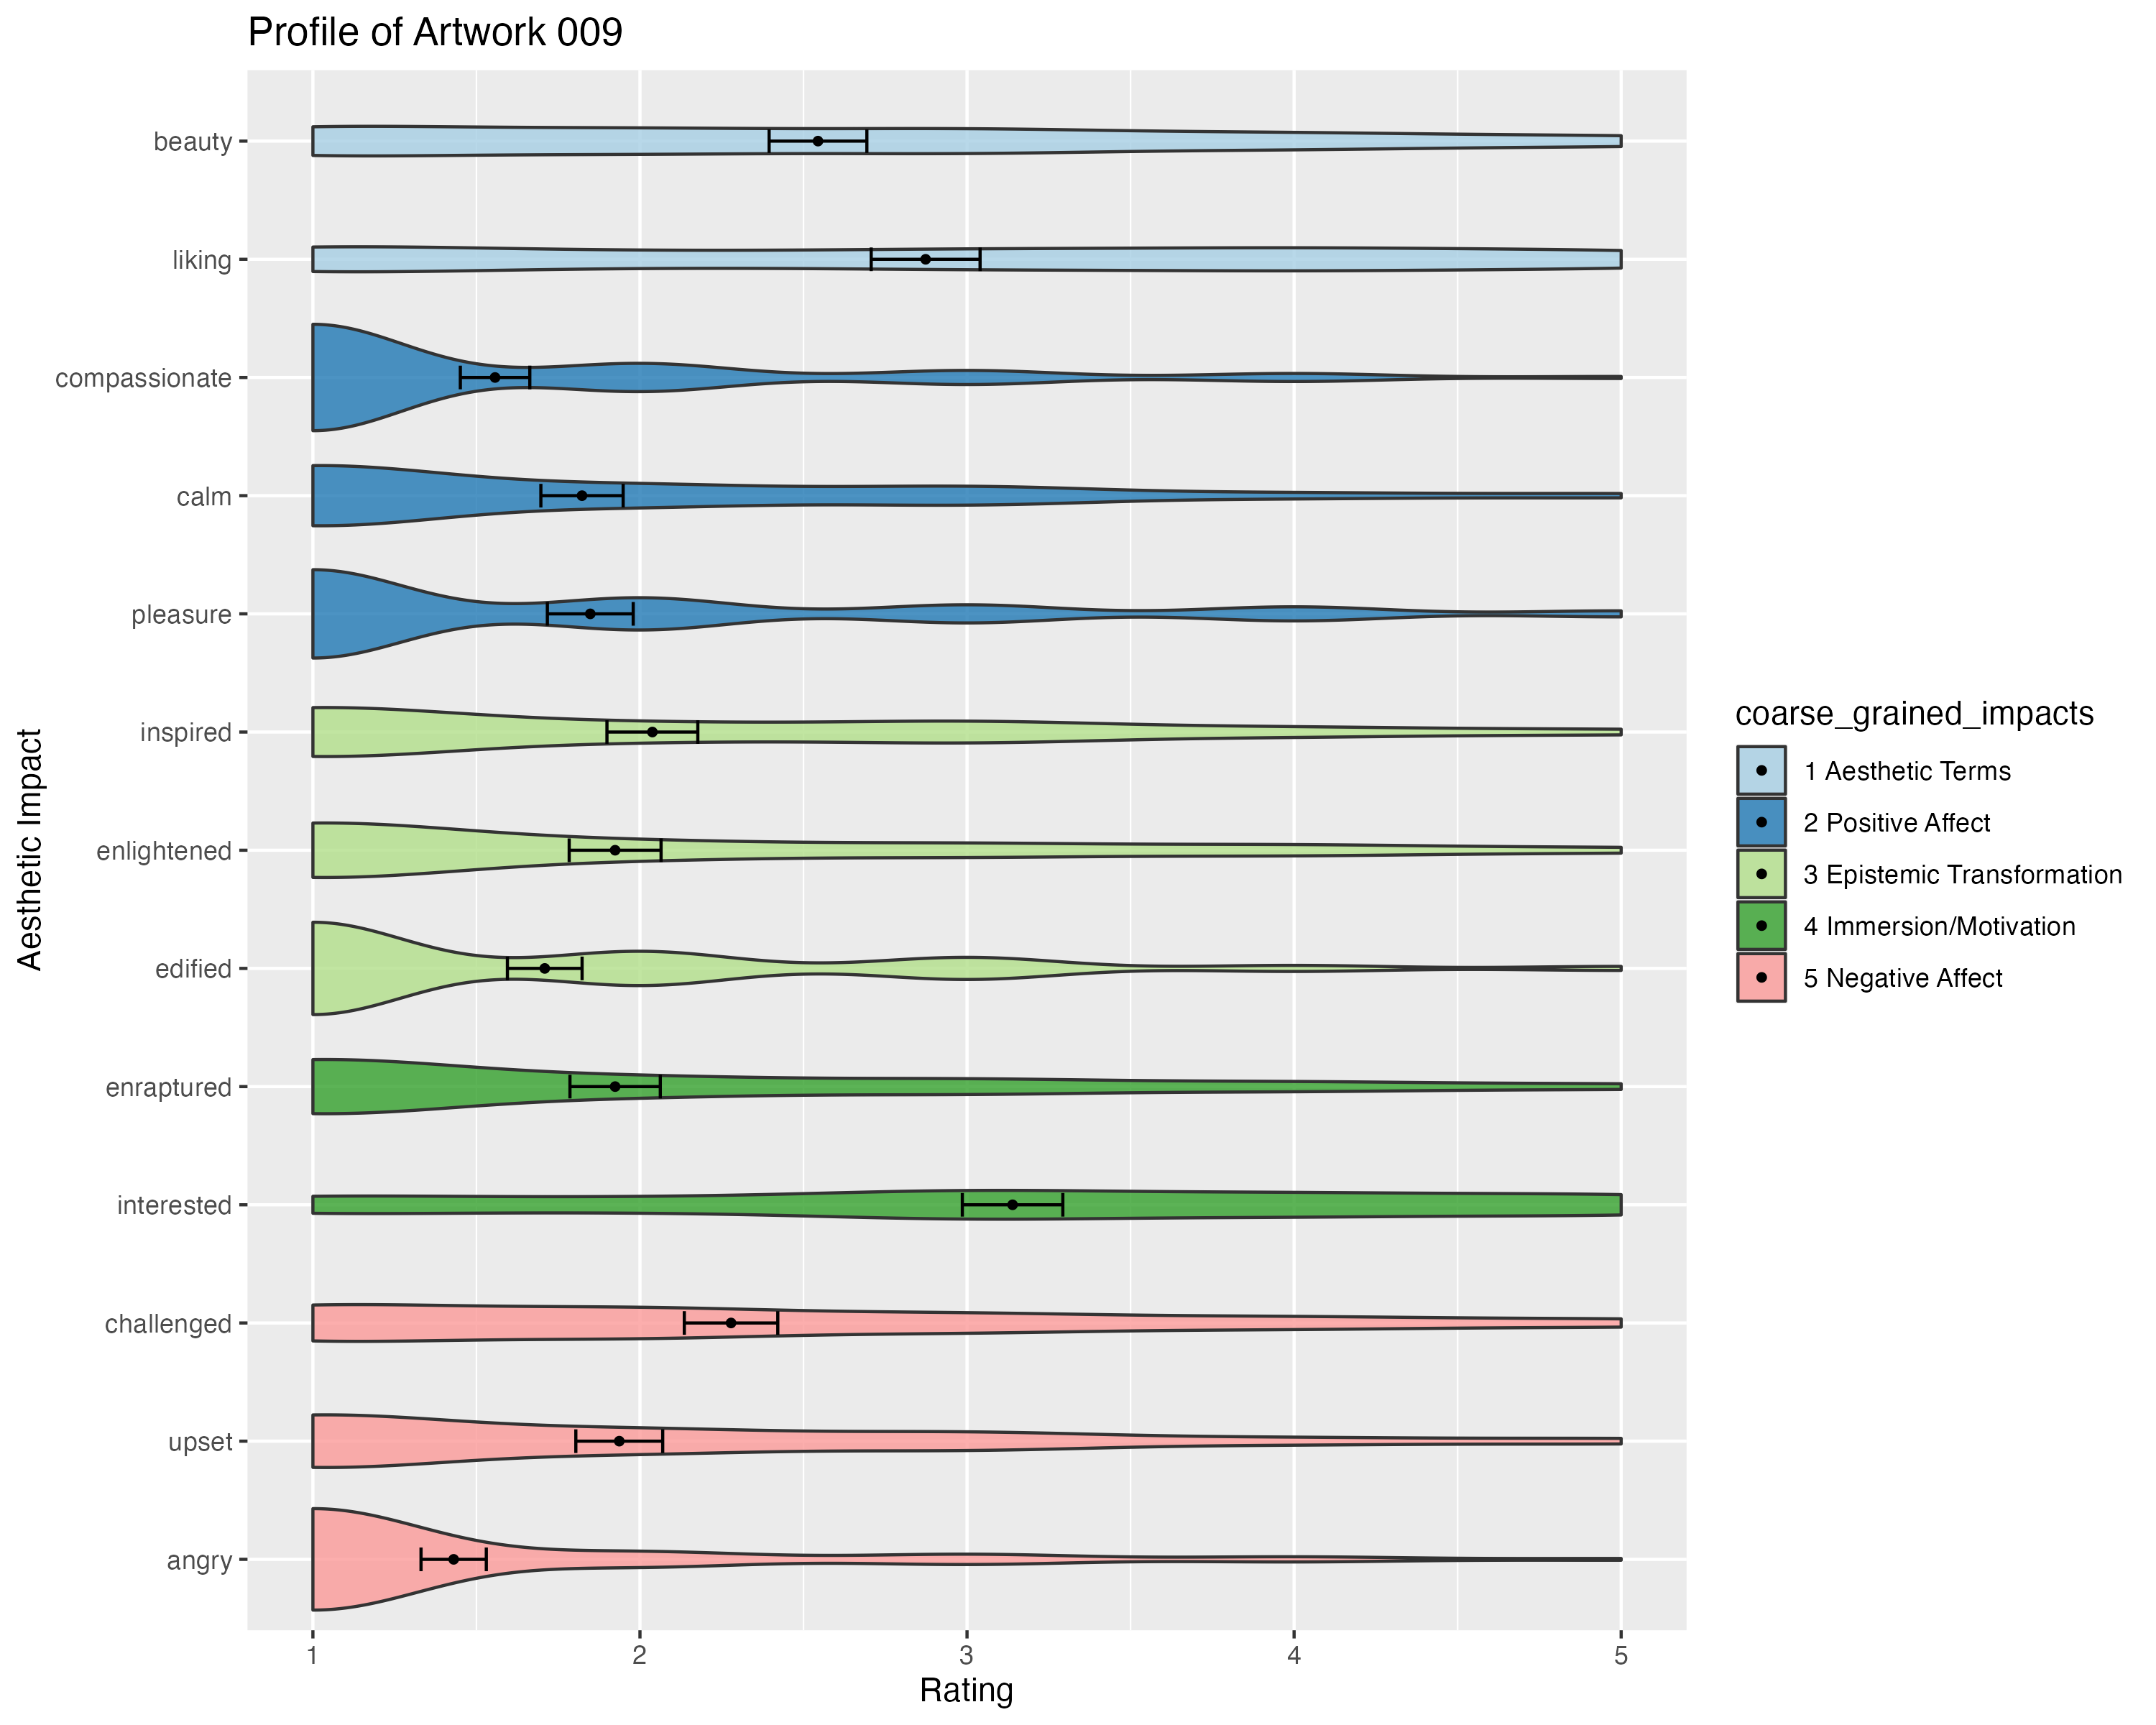 Profile of Artwork 009
Aesthetic Impact
beauty
liking
compassionate
calm
pleasure
inspired
enlightened
edified
enraptured
interested
challenged
upset
angry
1 2 3 4 5
Rating
coarse_grained_impacts
1 Aesthetic Terms
2 Positive Affect
3 Epistemic Transformation
4 Immersion/Motivation
5 Negative Affect